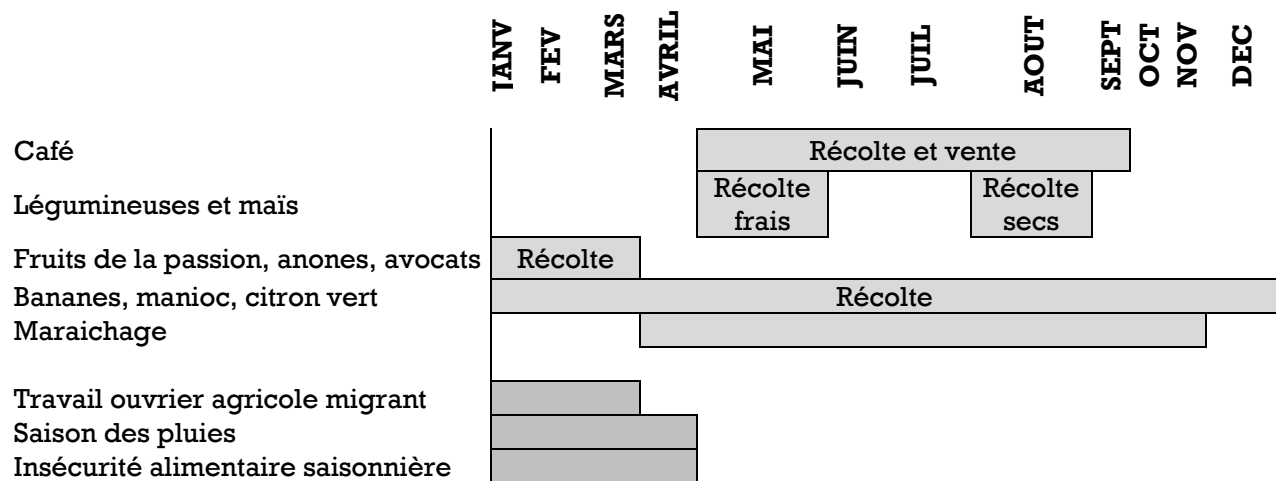 JANV FEV MARS AVRIL MAI JUIN JUIL AOUT SEPT OCT NOV DEC
Café
Récolte et vente
Légumineuses et maïs
Récolte
frais
Récolte
secs
Fruits de la passion, anones, avocats
Récolte
Bananes, manioc, citron vert
Récolte
Maraichage
Travail ouvrier agricole migrant
Saison des pluies
Insécurité alimentaire saisonnière